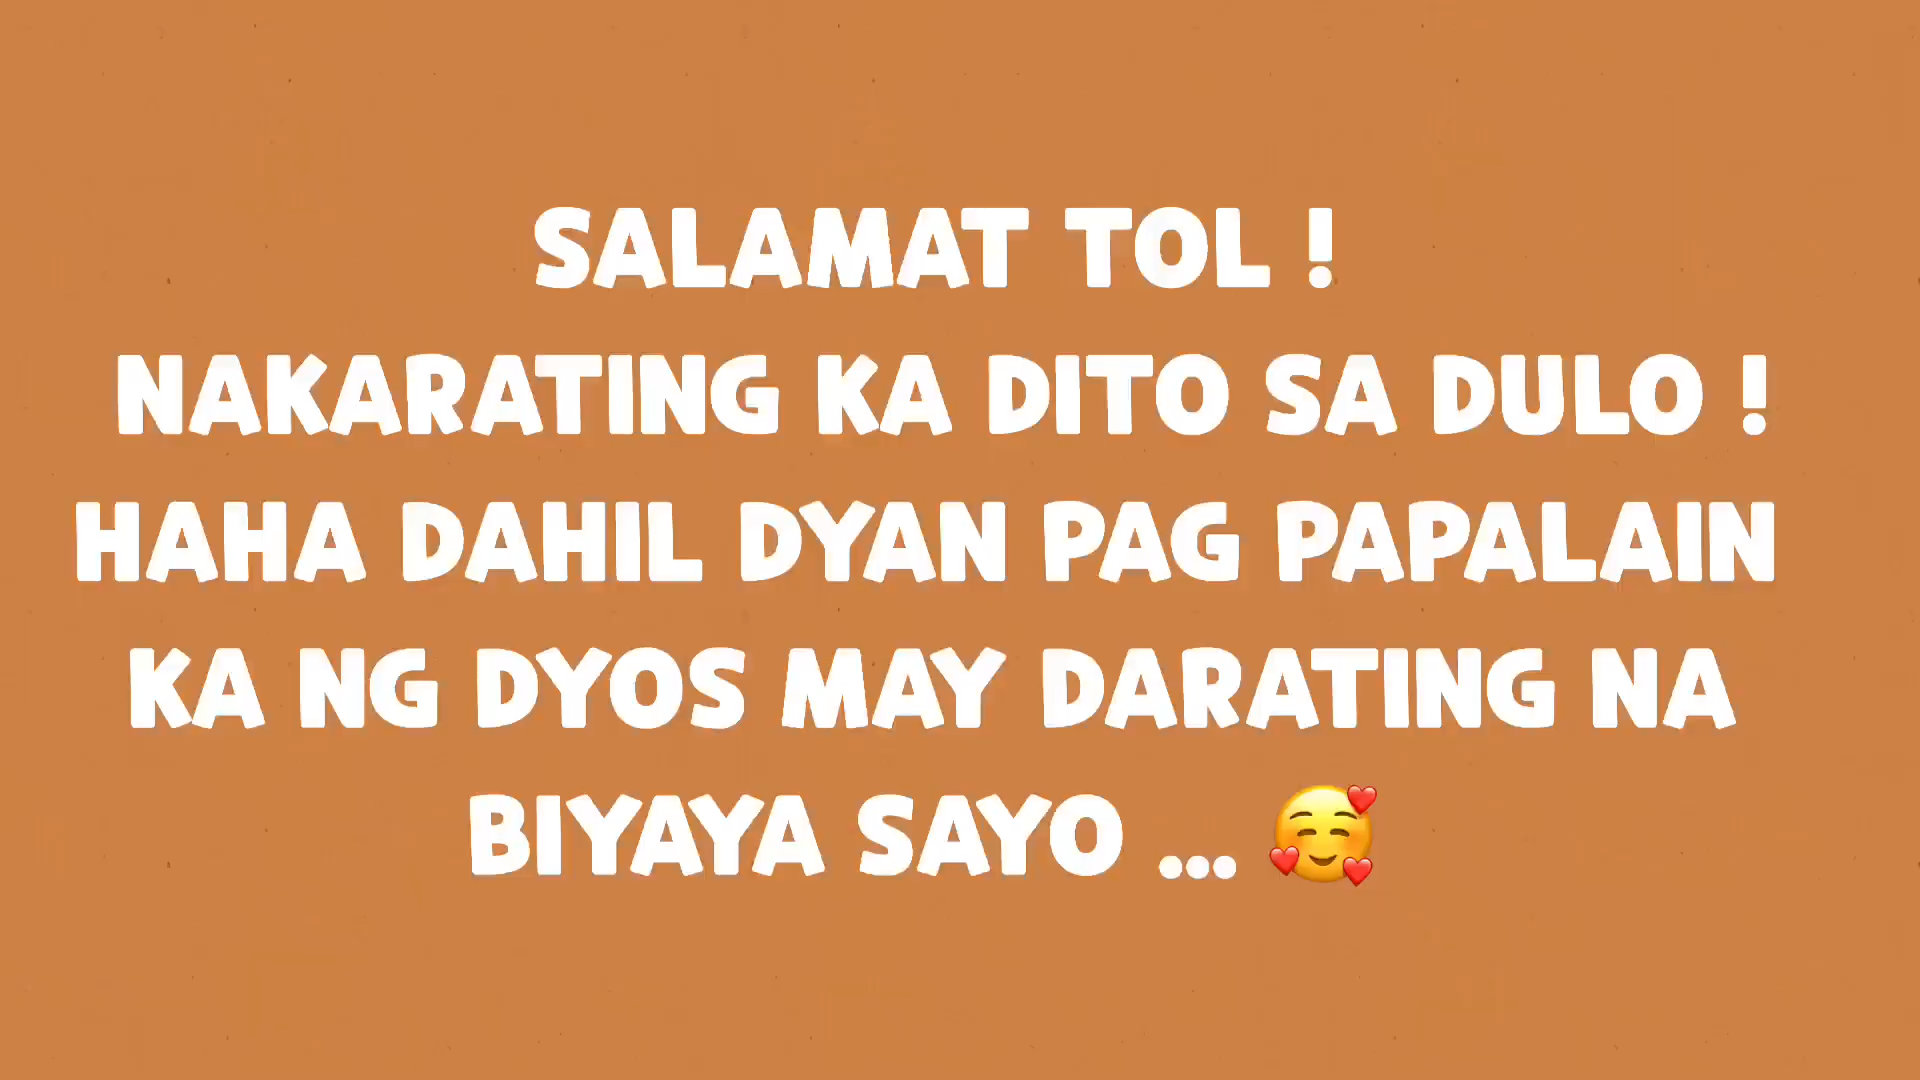 SALAMAT TOL !
NAKARATING KA DITO SA DULO !
HAHA DAHIL DYAN PAG PAPALAIN
KA NG DYOS MAY DARATING NA
BIYAYA SAYO ... 🥰